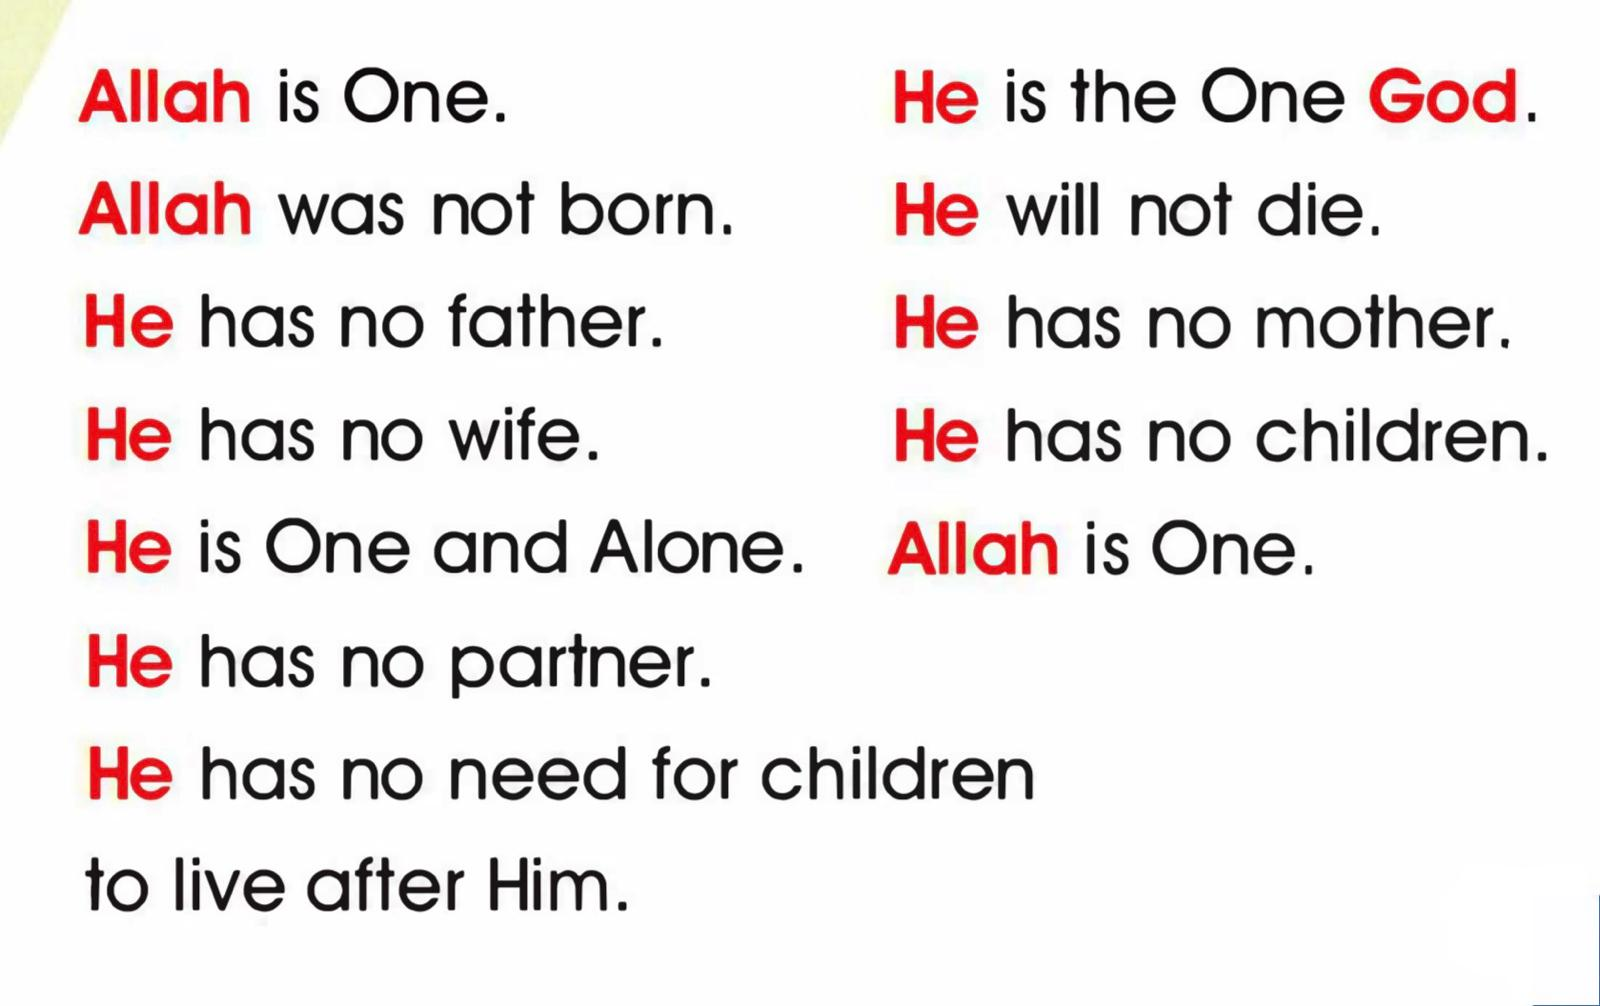 Allah is One. He is the One God.
Allah was not born. He will not die.
He has no father. He has no mother.
He has no wife. He has no children.
He is One and Alone. Allah is One.
He has no partner.
He has no need for children
to live after Him.